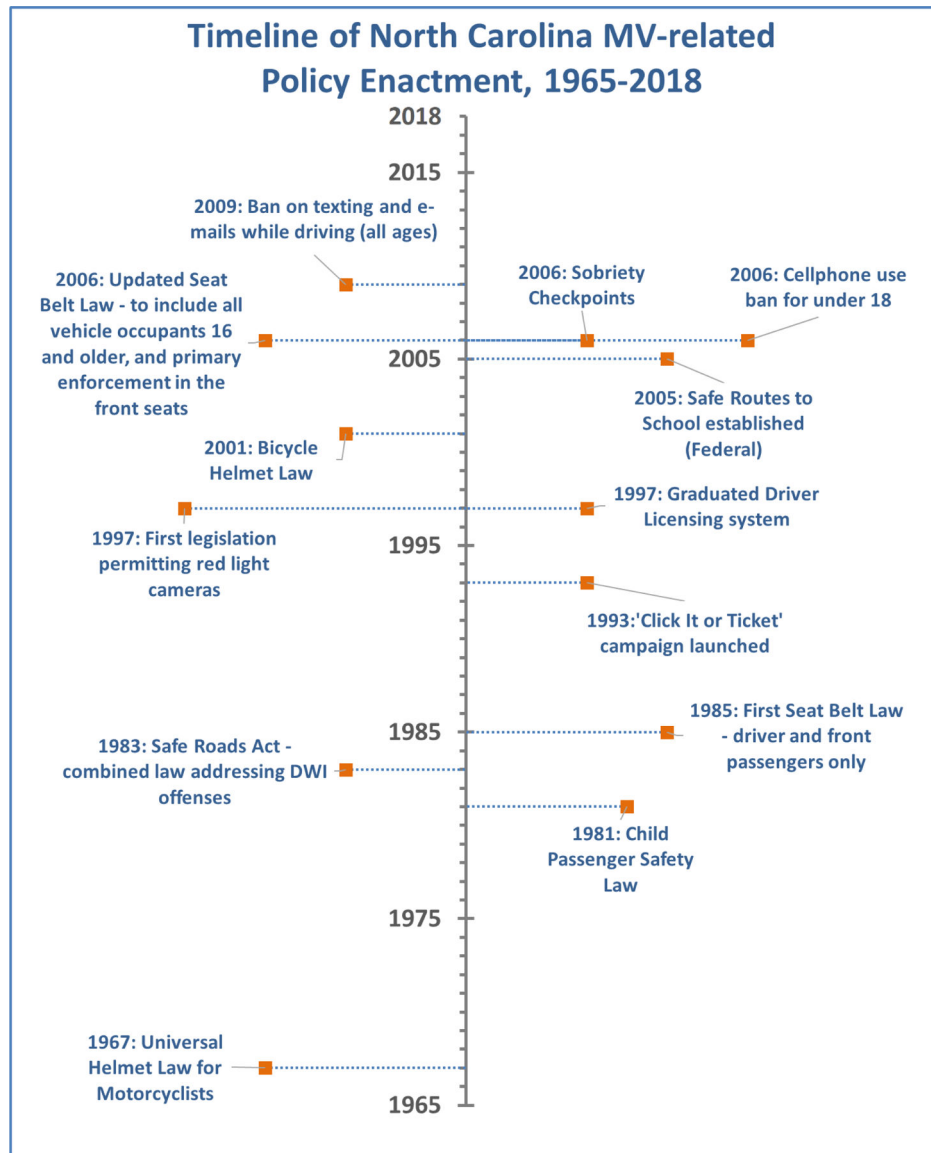 Timeline of North Carolina MV-related
Policy Enactment, 1965-2018
2018
2015
2009: Ban on texting and e-
mails while driving (all ages)
2006: Updated Seat
Belt Law - to include all
vehicle occupants 16
and older, and primary
enforcement in the
front seats
2006: Sobriety
Checkpoints
2006: Cellphone use
ban for under 18
2005
2005: Safe Routes to
School established
(Federal)
2001: Bicycle
Helmet Law
1997: Graduated Driver
Licensing system
1997: First legislation
permitting red light
cameras
1995
1993:'Click It or Ticket'
campaign launched
1985: First Seat Belt Law
- driver and front
passengers only
1985
1983: Safe Roads Act -
combined law addressing DWI
offenses
1981: Child
Passenger Safety
Law
1975
1967: Universal
Helmet Law for
Motorcyclists
1965